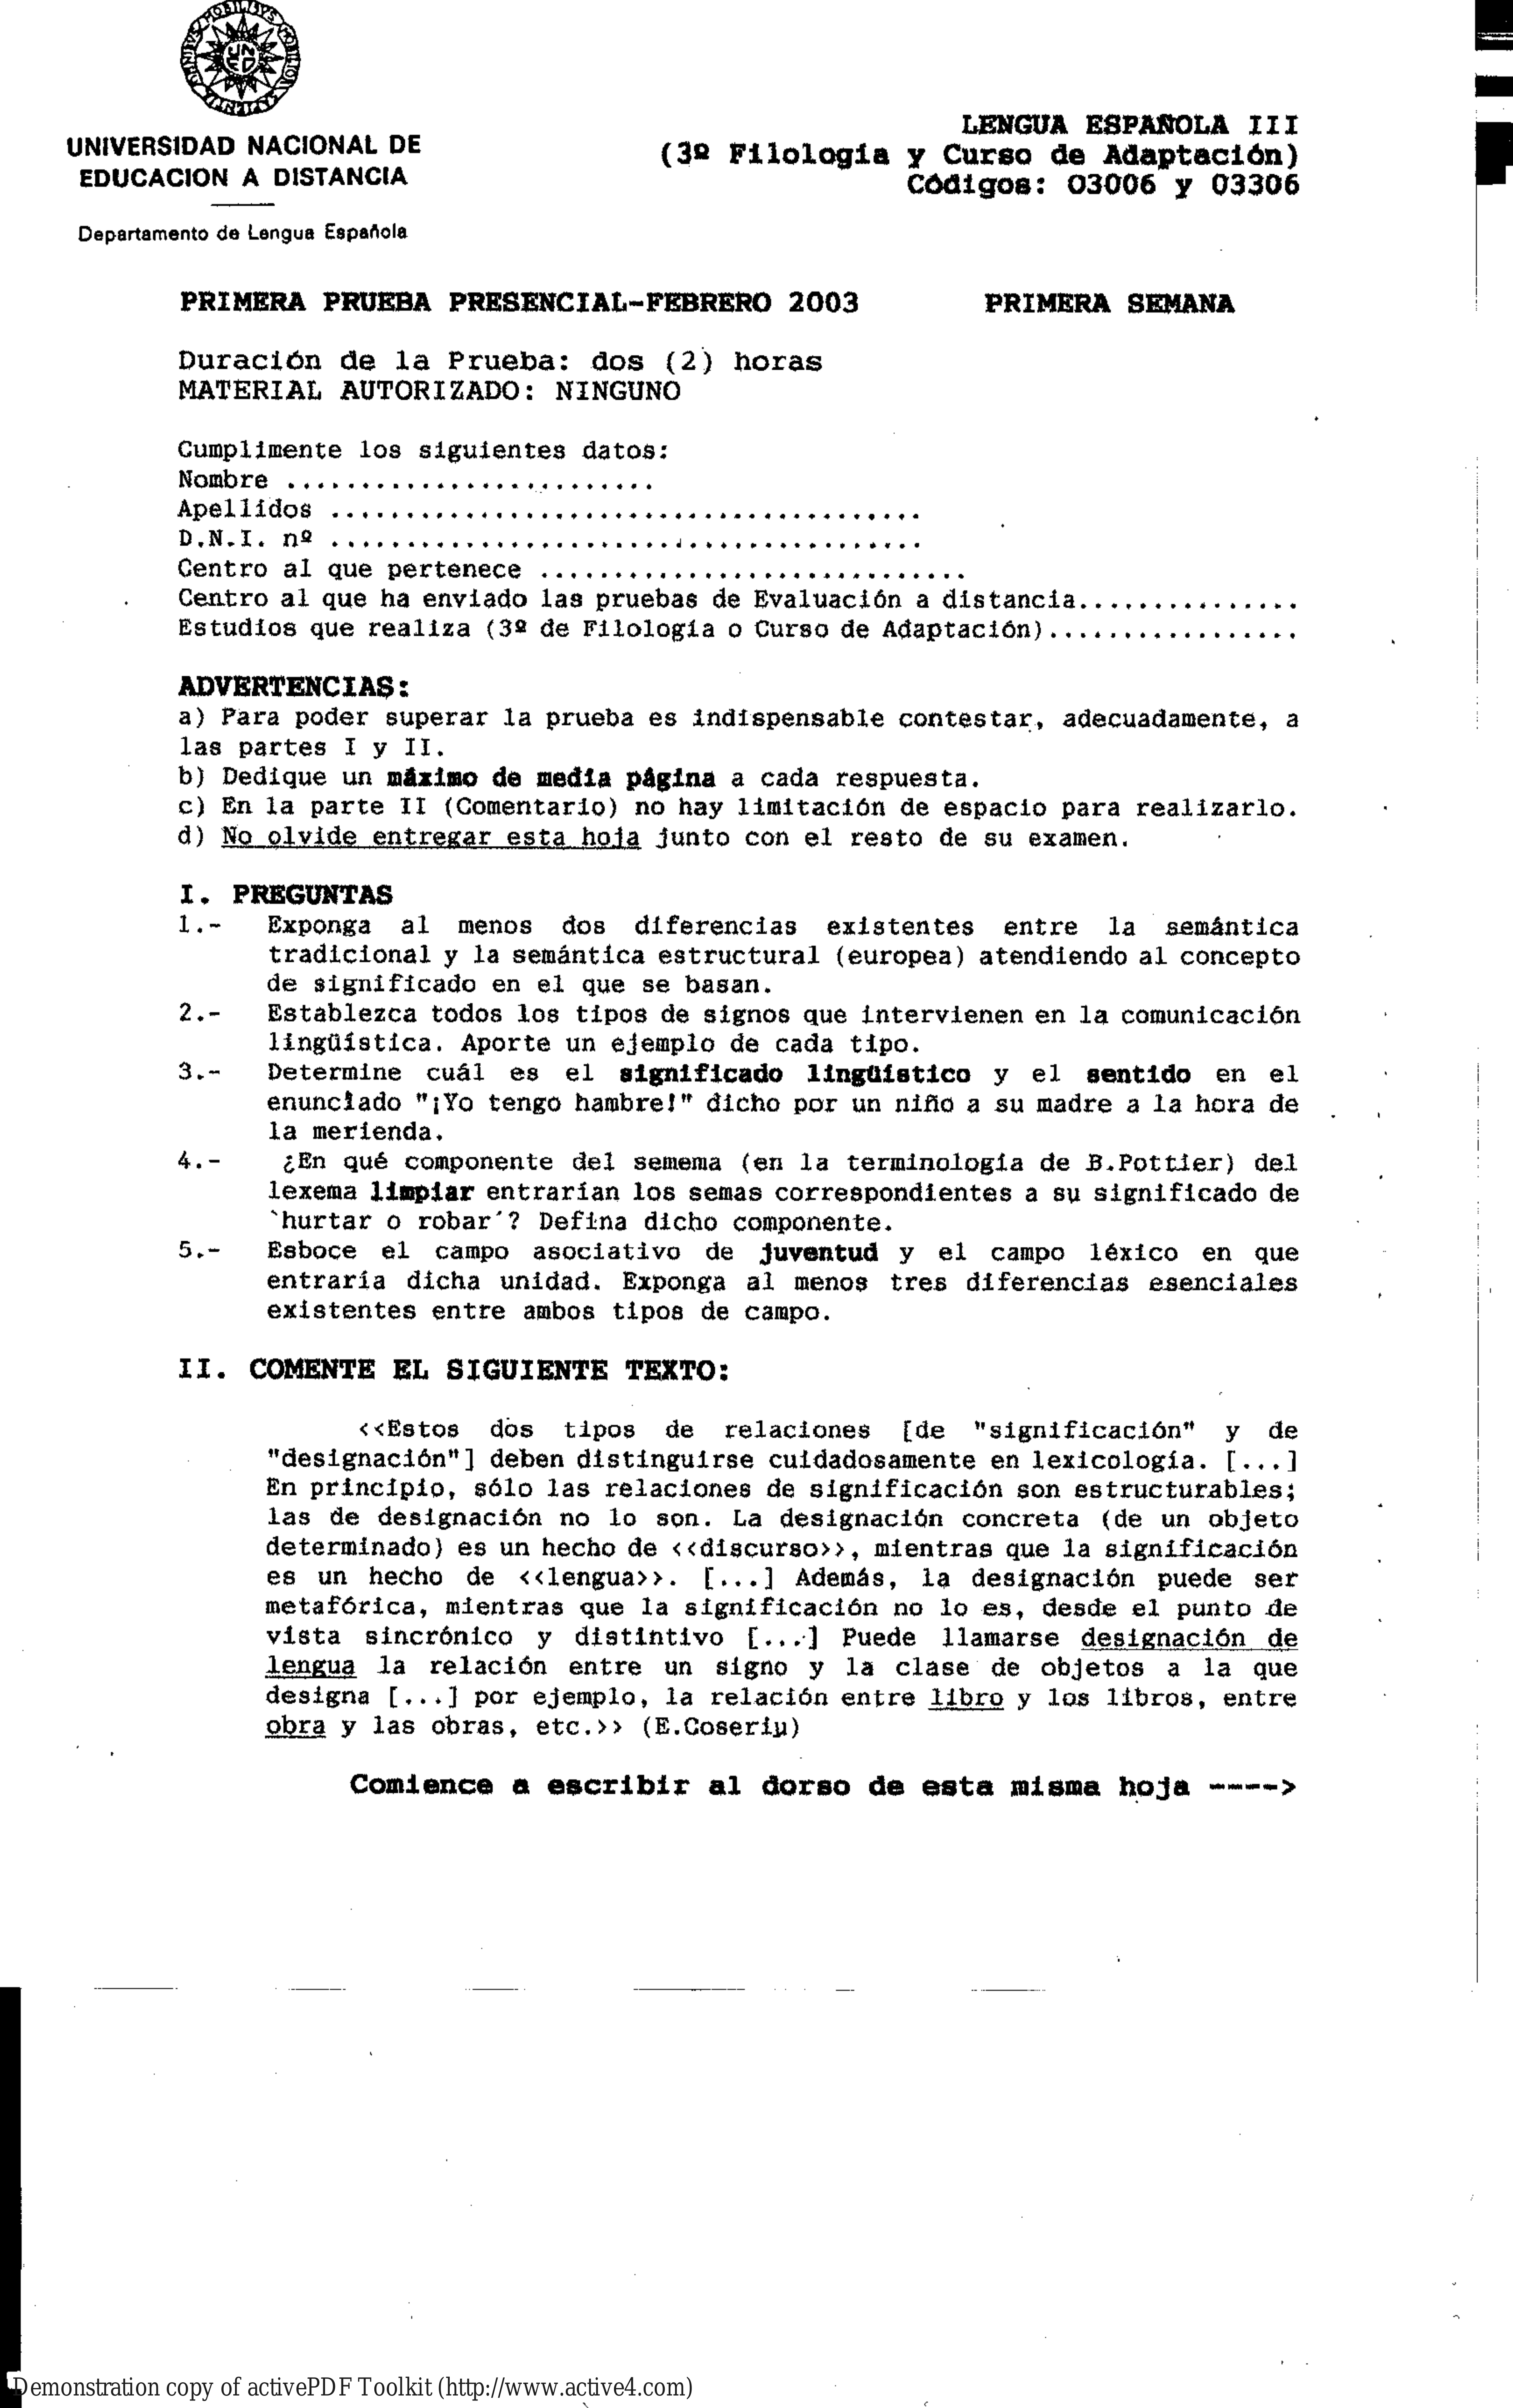 OMNIBVS MOBILIBVS MOBILIOR SAPIENTIA
UNED
UNIVERSIDAD NACIONAL DE
EDUCACION A DISTANCIA
Departamento de Lengua Española
LENGUA ESPAÑOLA III
(3º Filología y Curso de Adaptación)
Códigos: 03006 y 03306
PRIMERA PRUEBA PRESENCIAL-FEBRERO 2003 PRIMERA SEMANA
Duración de la Prueba: dos (2) horas
MATERIAL AUTORIZADO: NINGUNO
Cumplimente los siguientes datos:
Nombre .........................
Apellidos ........................................
D.N.I. nº ........................................
Centro al que pertenece .............................
Centro al que ha enviado las pruebas de Evaluación a distancia...............
Estudios que realiza (3º de Filología o Curso de Adaptación).................
ADVERTENCIAS:
a) Para poder superar la prueba es indispensable contestar, adecuadamente, a
las partes I y II.
b) Dedique un máximo de media página a cada respuesta.
c) En la parte II (Comentario) no hay limitación de espacio para realizarlo.
d) No olvide entregar esta hoja junto con el resto de su examen.
I. PREGUNTAS
1.- Exponga al menos dos diferencias existentes entre la semántica
tradicional y la semántica estructural (europea) atendiendo al concepto
de significado en el que se basan.
2.- Establezca todos los tipos de signos que intervienen en la comunicación
lingüística. Aporte un ejemplo de cada tipo.
3.- Determine cuál es el significado lingüístico y el sentido en el
enunciado "¡Yo tengo hambre!" dicho por un niño a su madre a la hora de
la merienda.
4.- ¿En qué componente del semema (en la terminología de B.Pottier) del
lexema limpiar entrarían los semas correspondientes a su significado de
`hurtar o robar´? Defina dicho componente.
5.- Esboce el campo asociativo de juventud y el campo léxico en que
entraría dicha unidad. Exponga al menos tres diferencias esenciales
existentes entre ambos tipos de campo.
II. COMENTE EL SIGUIENTE TEXTO:
<<Estos dos tipos de relaciones [de "significación" y de
"designación"] deben distinguirse cuidadosamente en lexicología. [...]
En principio, sólo las relaciones de significación son estructurables;
las de designación no lo son. La designación concreta (de un objeto
determinado) es un hecho de <<discurso>>, mientras que la significación
es un hecho de <<lengua>>. [...] Además, la designación puede ser
metafórica, mientras que la significación no lo es, desde el punto de
vista sincrónico y distintivo [...] Puede llamarse designación de
lengua la relación entre un signo y la clase de objetos a la que
designa [...] por ejemplo, la relación entre libro y los libros, entre
obra y las obras, etc.>> (E.Coseriu)
Comience a escribir al dorso de esta misma hoja ---->
Demonstration copy of activePDF Toolkit (http://www.active4.com)